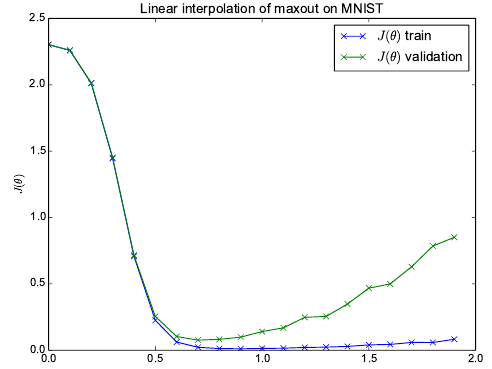 Linear interpolation of maxout on MNIST
2.5
2.0
1.5
1.0
0.5
0.0
J(θ)
J(θ) train
J(θ) validation
0.0 0.5 1.0 1.5 2.0